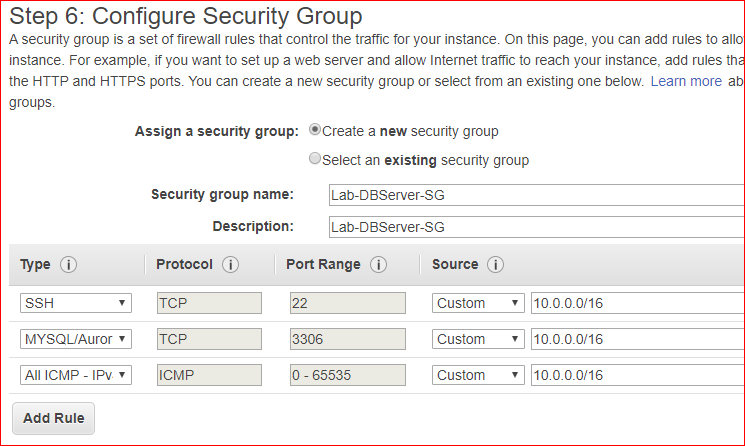 Step 6: Configure Security Group
A security group is a set of firewall rules that control the traffic for your instance. On this page, you can add rules to allo
instance. For example, if you want to set up a web server and allow Internet traffic to reach your instance, add rules tha
the HTTP and HTTPS ports. You can create a new security group or select from an existing one below. Learn more ab
groups.
Assign a security group: Create a new security group
Select an existing security group
Security group name: Lab-DBServer-SG
Description: Lab-DBServer-SG
Type i Protocol i Port Range i Source i
SSH TCP 22 Custom 10.0.0.0/16
MYSQL/Auror TCP 3306 Custom 10.0.0.0/16
All ICMP - IPv TCP ICMP 0 - 65535 Custom 10.0.0.0/16
Add Rule